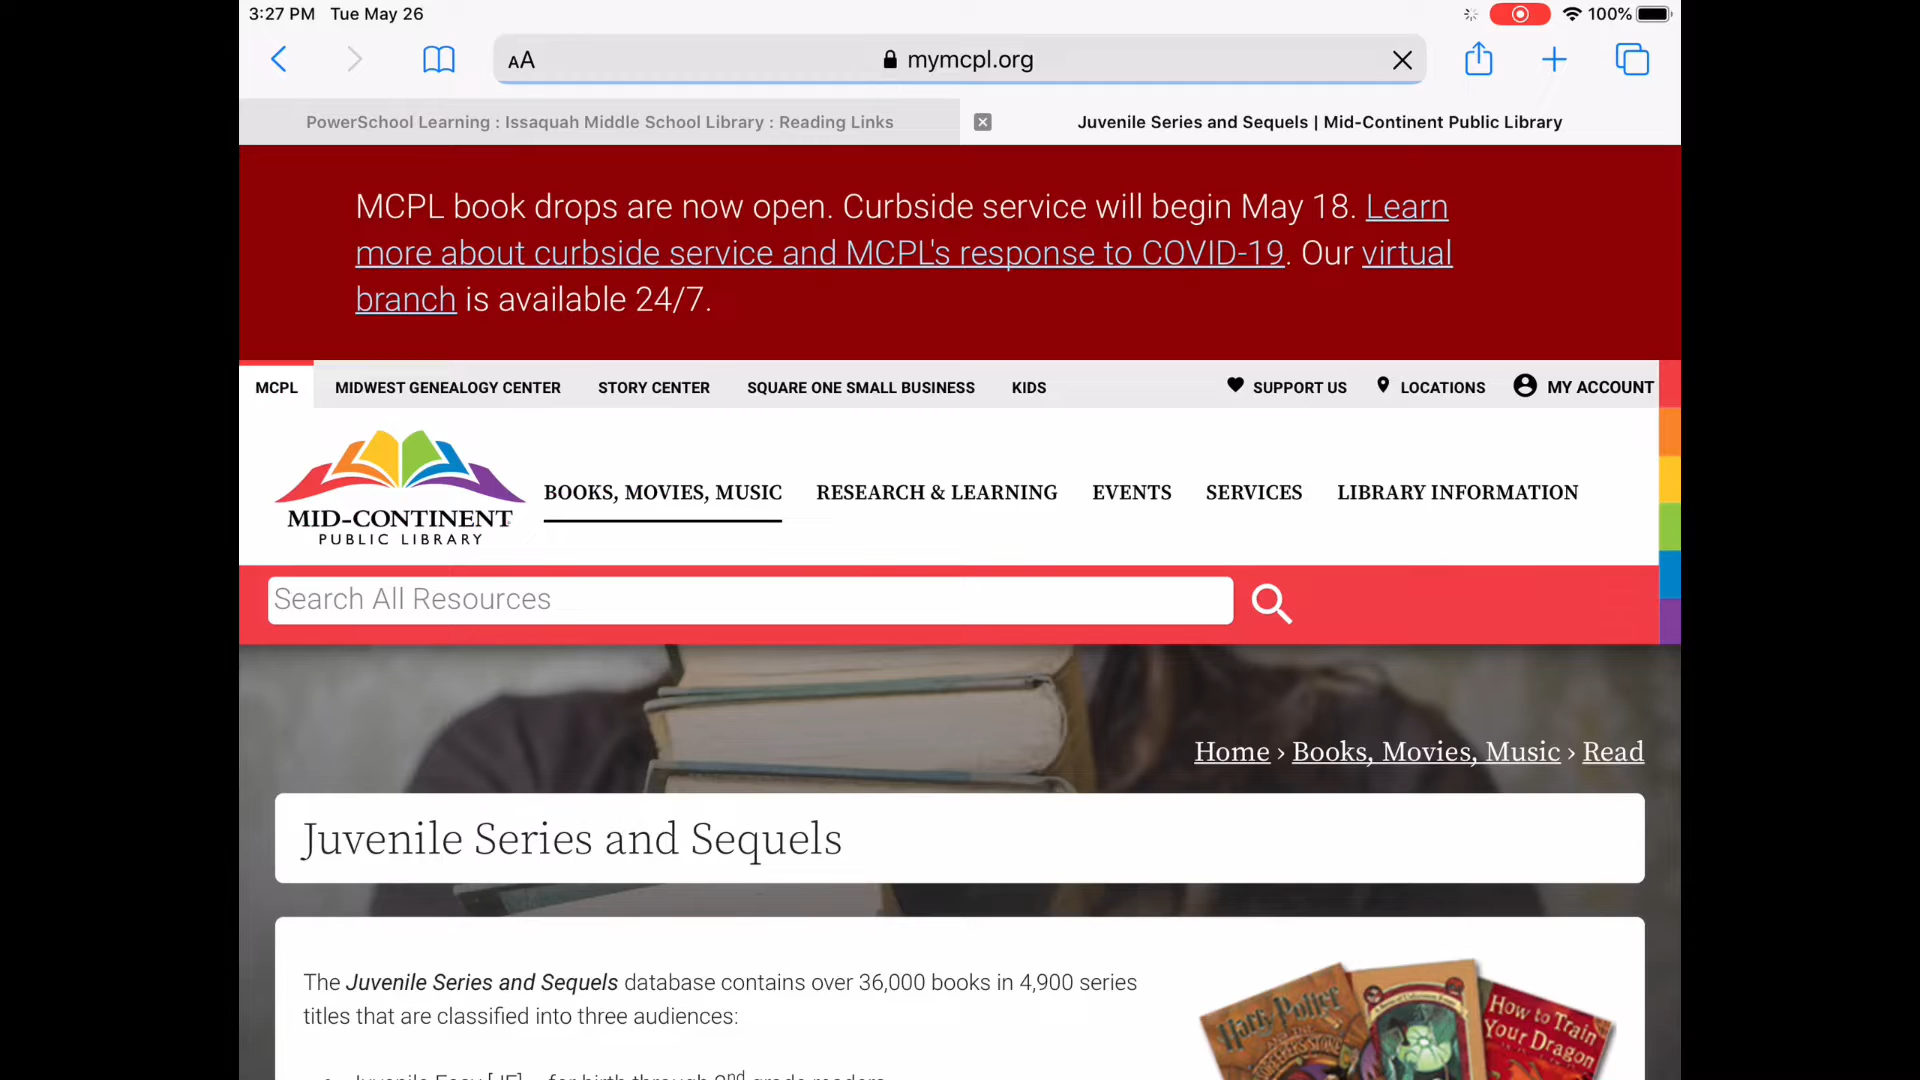 3:27 PM Tue May 26 100%
AA mymcpl.org
PowerSchool Learning : Issaquah Middle School Library : Reading Links
Juvenile Series and Sequels | Mid-Continent Public Library
MCPL book drops are now open. Curbside service will begin May 18. Learn
more about curbside service and MCPL's response to COVID-19. Our virtual
branch is available 24/7.
MCPL MIDWEST GENEALOGY CENTER STORY CENTER SQUARE ONE SMALL BUSINESS KIDS SUPPORT US LOCATIONS MY ACCOUNT
MID-CONTINENT
PUBLIC LIBRARY
BOOKS, MOVIES, MUSIC RESEARCH & LEARNING EVENTS SERVICES LIBRARY INFORMATION
Search All Resources
Home › Books, Movies, Music › Read
Juvenile Series and Sequels
The Juvenile Series and Sequels database contains over 36,000 books in 4,900 series
titles that are classified into three audiences:
Harry Potter
How to Train
Your Dragon